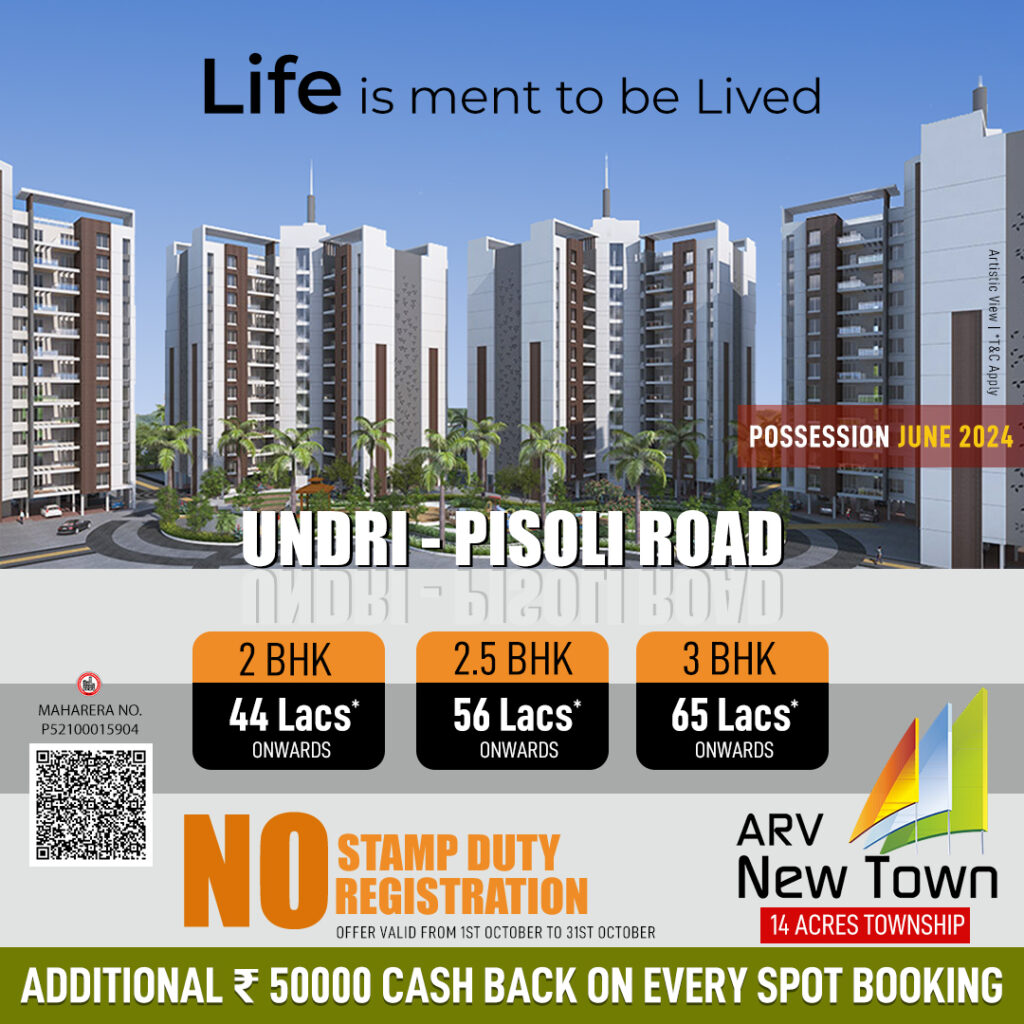 Life is ment to be Lived
Artistic View | *T&C Apply
POSSESSION JUNE 2024
UNDRI - PISOLI ROAD
2 BHK
44 Lacs*
ONWARDS
2.5 BHK
56 Lacs*
ONWARDS
3 BHK
65 Lacs*
ONWARDS
MAHARERA NO.
P52100015904
NO STAMP DUTY
REGISTRATION
OFFER VALID FROM 1ST OCTOBER TO 31ST OCTOBER
ARV
New Town
14 ACRES TOWNSHIP
ADDITIONAL ₹ 50000 CASH BACK ON EVERY SPOT BOOKING